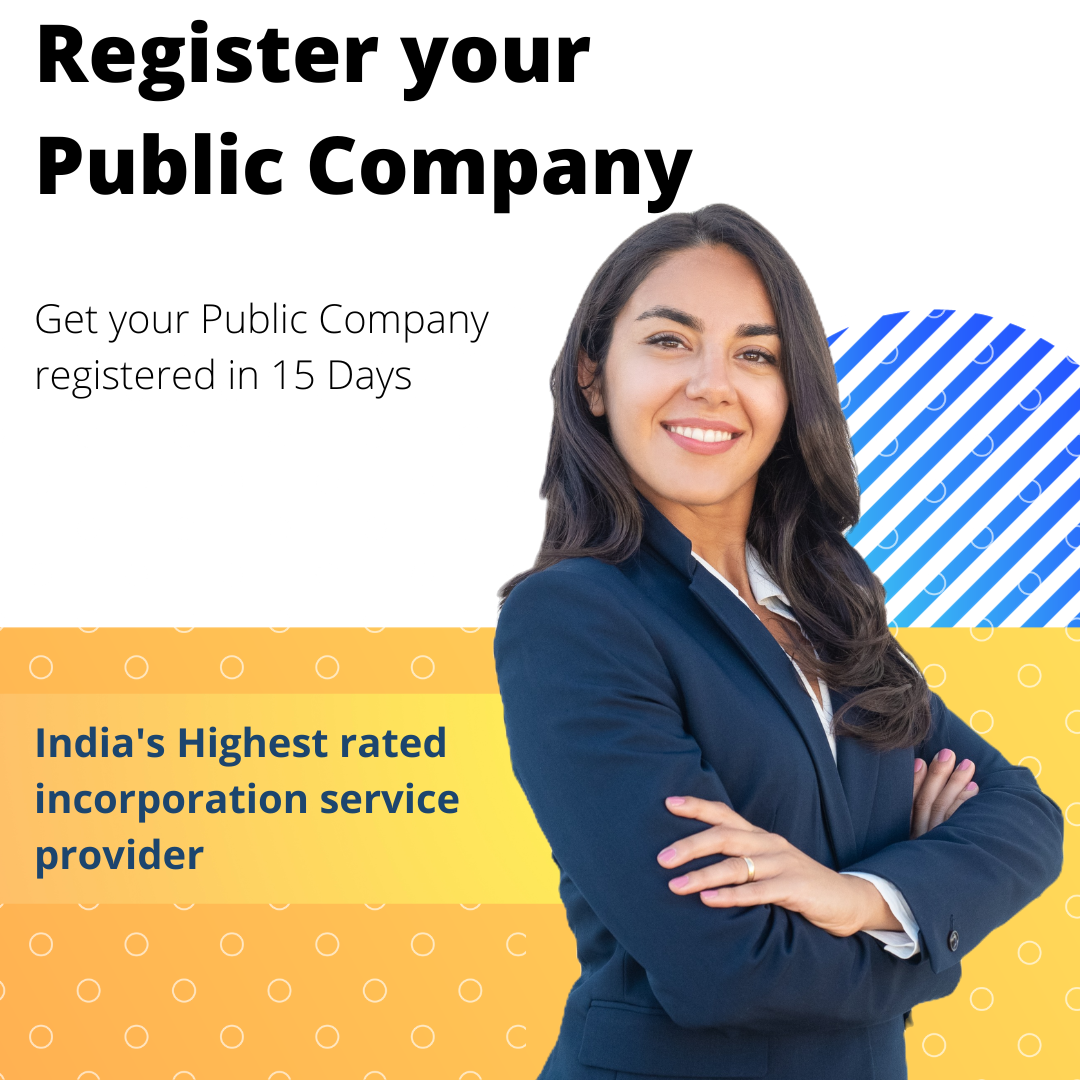 Register your
Public Company
Get your Public Company
registered in 15 Days
India's Highest rated
incorporation service
provider